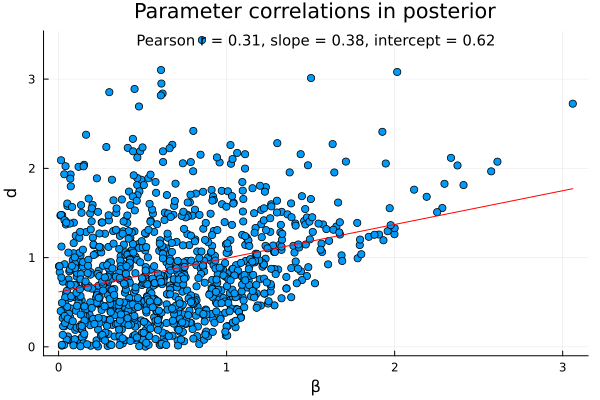 Parameter correlations in posterior
Pearson r = 0.31, slope = 0.38, intercept = 0.62
3
2
1
0
d
0 1 2 3
β